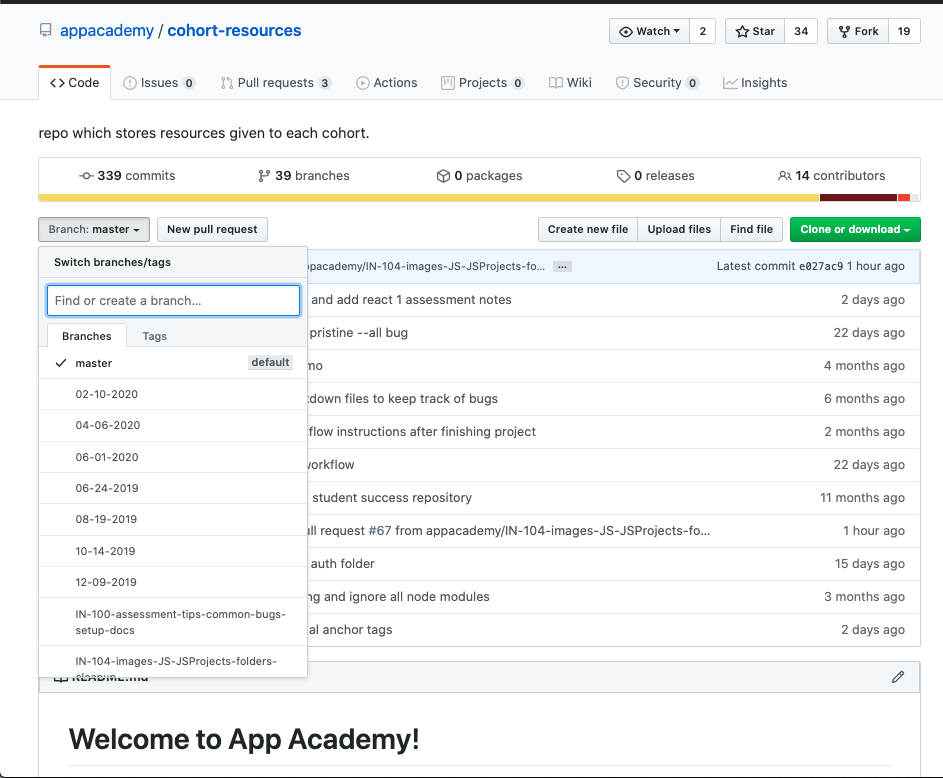 appacademy / cohort-resources
Watch 2 Star 34 Fork 19
Code Issues 0 Pull requests 3 Actions Projects 0 Wiki Security 0 Insights
repo which stores resources given to each cohort.
339 commits 39 branches 0 packages 0 releases 14 contributors
Branch: master New pull request Create new file Upload files Find file Clone or download
Switch branches/tags
Find or create a branch...
Branches Tags
master default
02-10-2020
04-06-2020
06-01-2020
06-24-2019
08-19-2019
10-14-2019
12-09-2019
IN-100-assessment-tips-common-bugs-
setup-docs
IN-104-images-JS-JSProjects-folders-
cleanup
pacademy/IN-104-images-JS-JSProjects-fo... ... Latest commit e027ac9 1 hour ago
and add react 1 assessment notes 2 days ago
pristine --all bug 22 days ago
mo 4 months ago
down files to keep track of bugs 6 months ago
flow instructions after finishing project 2 months ago
workflow 22 days ago
student success repository 11 months ago
ull request #67 from appacademy/IN-104-images-JS-JSProjects-fo... 1 hour ago
auth folder 15 days ago
ng and ignore all node modules 3 months ago
al anchor tags 2 days ago
README.md
Welcome to App Academy!